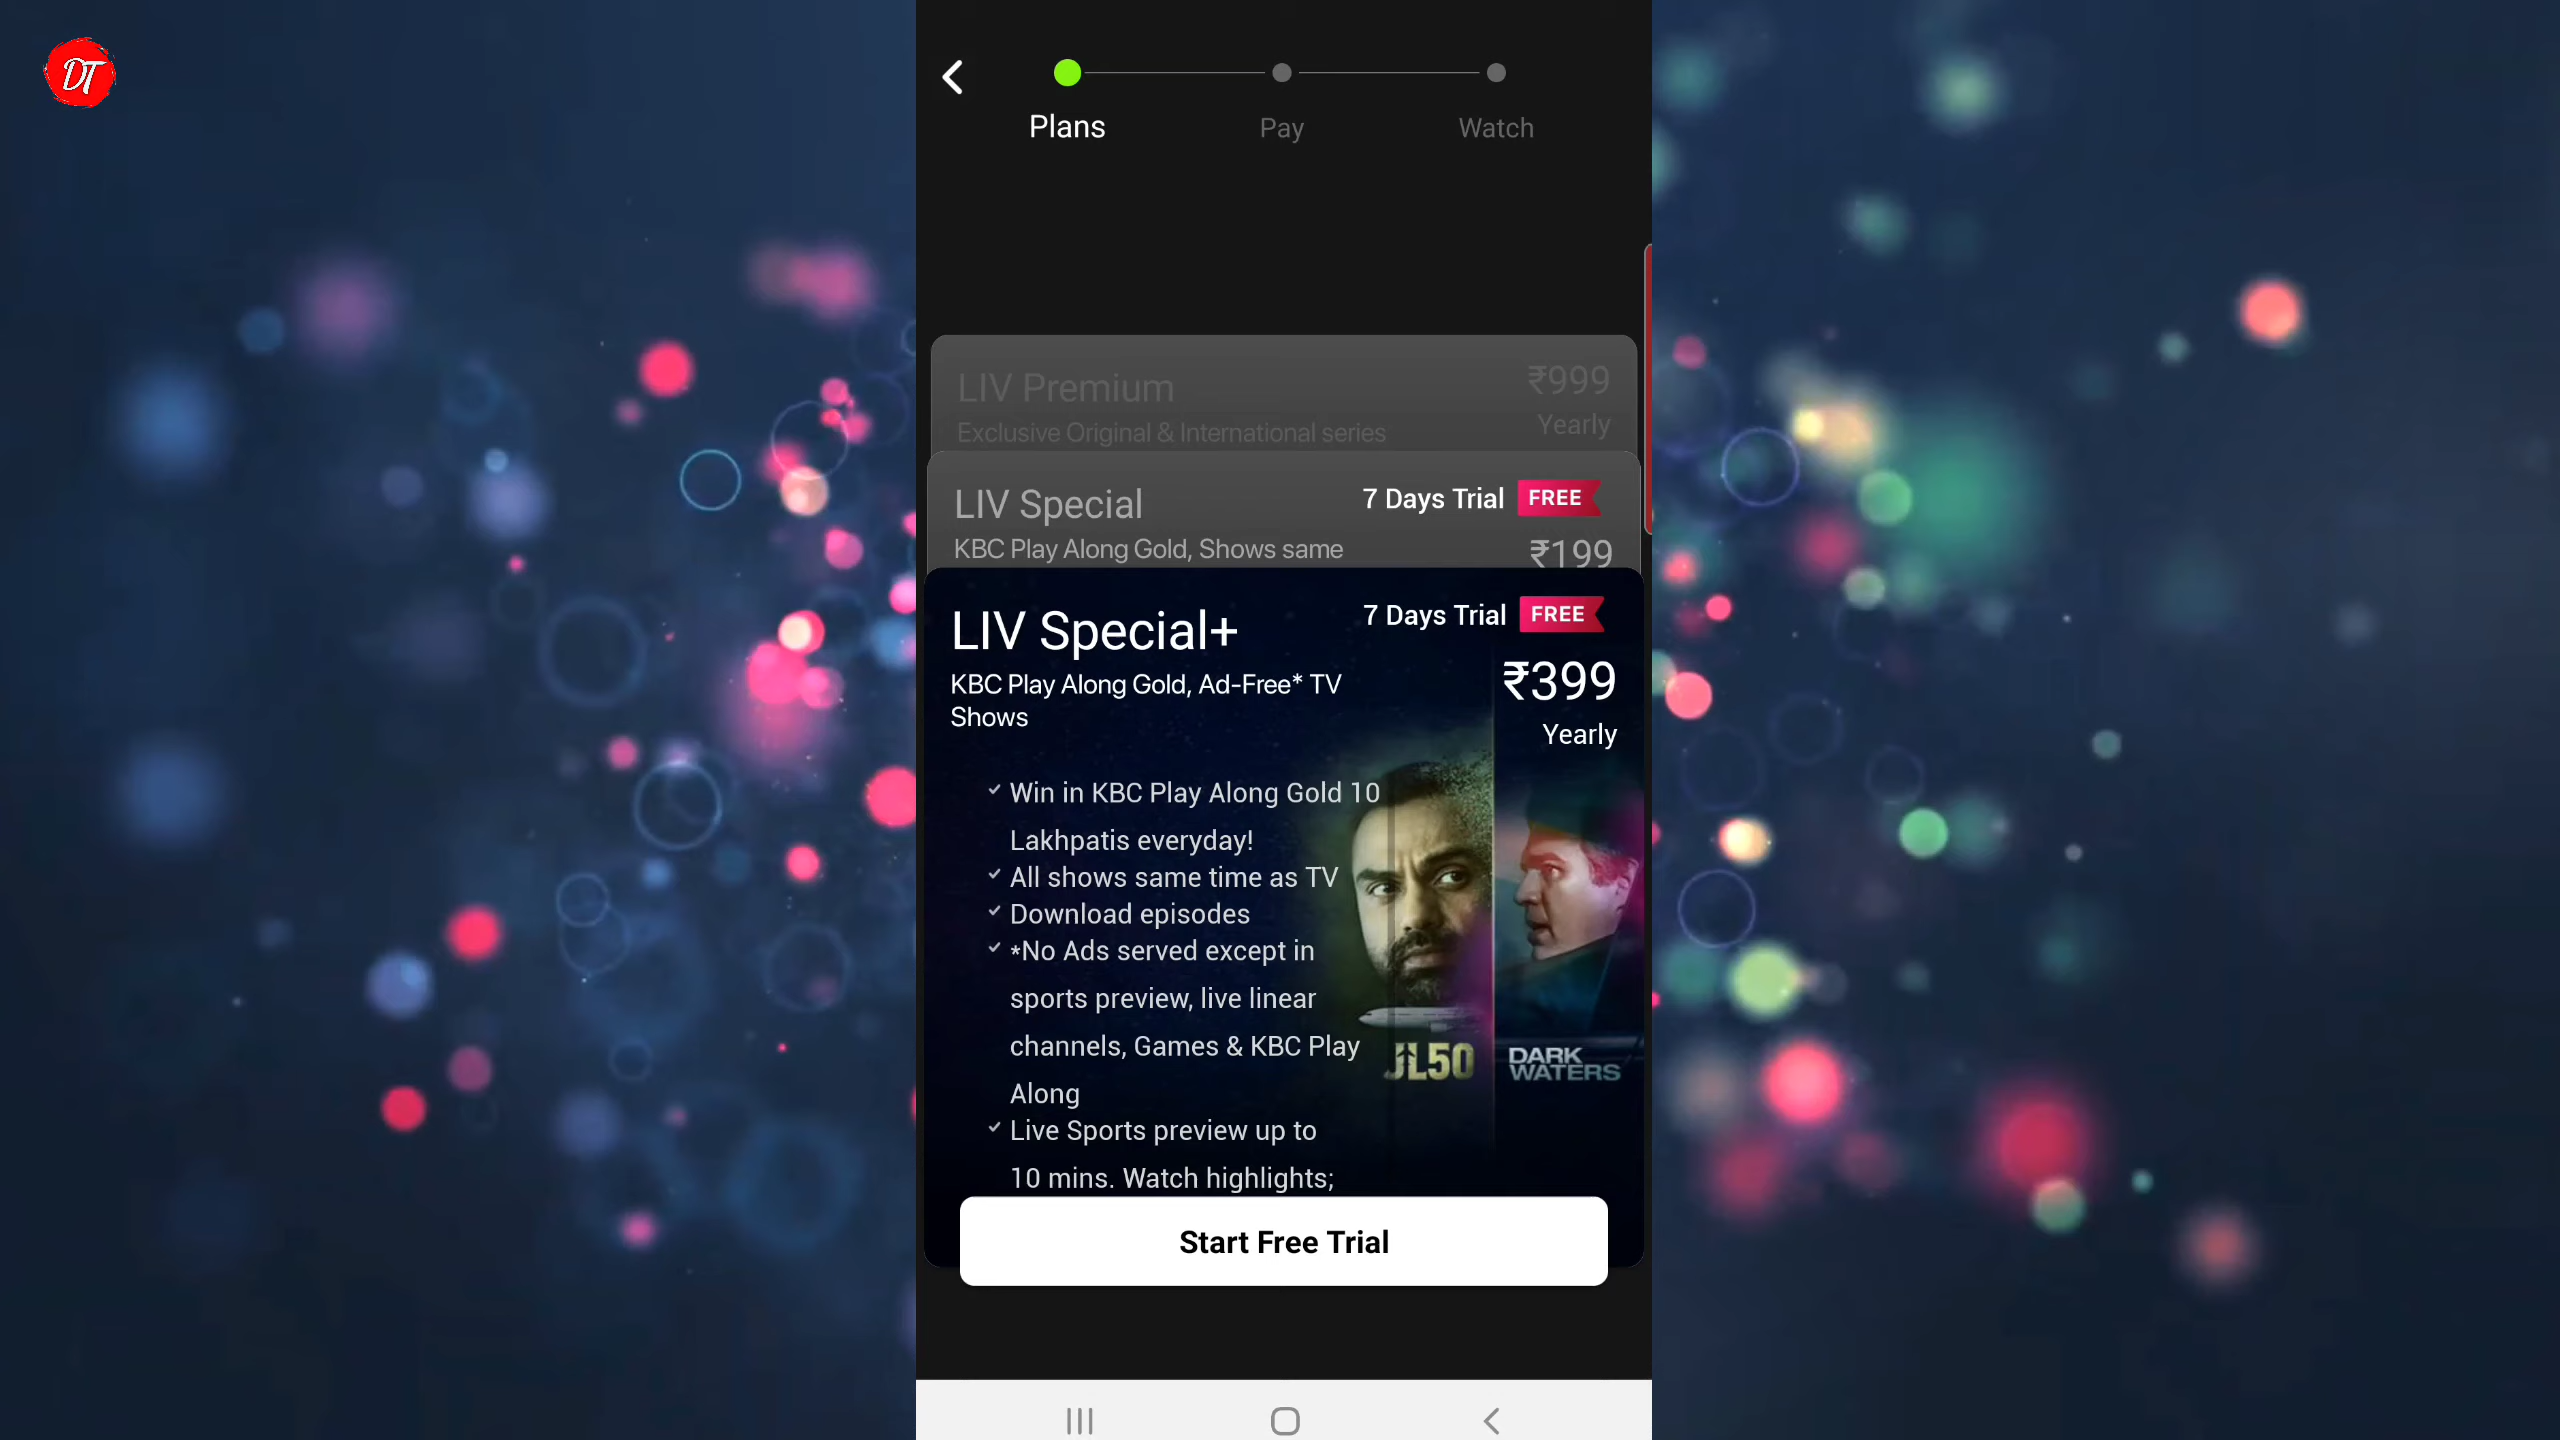 DT
Plans
Pay
Watch
LIV Premium
₹999
Exclusive Original & International series
Yearly
LIV Special
7 Days Trial
FREE
KBC Play Along Gold, Shows same
₹199
LIV Special+
7 Days Trial
FREE
KBC Play Along Gold, Ad-Free* TV
Shows
₹399
Yearly
Win in KBC Play Along Gold 10
Lakhpatis everyday!
All shows same time as TV
Download episodes
*No Ads served except in
sports preview, live linear
channels, Games & KBC Play
Along
Live Sports preview up to
10 mins. Watch highlights;
JL50
DARK
WATERS
Start Free Trial